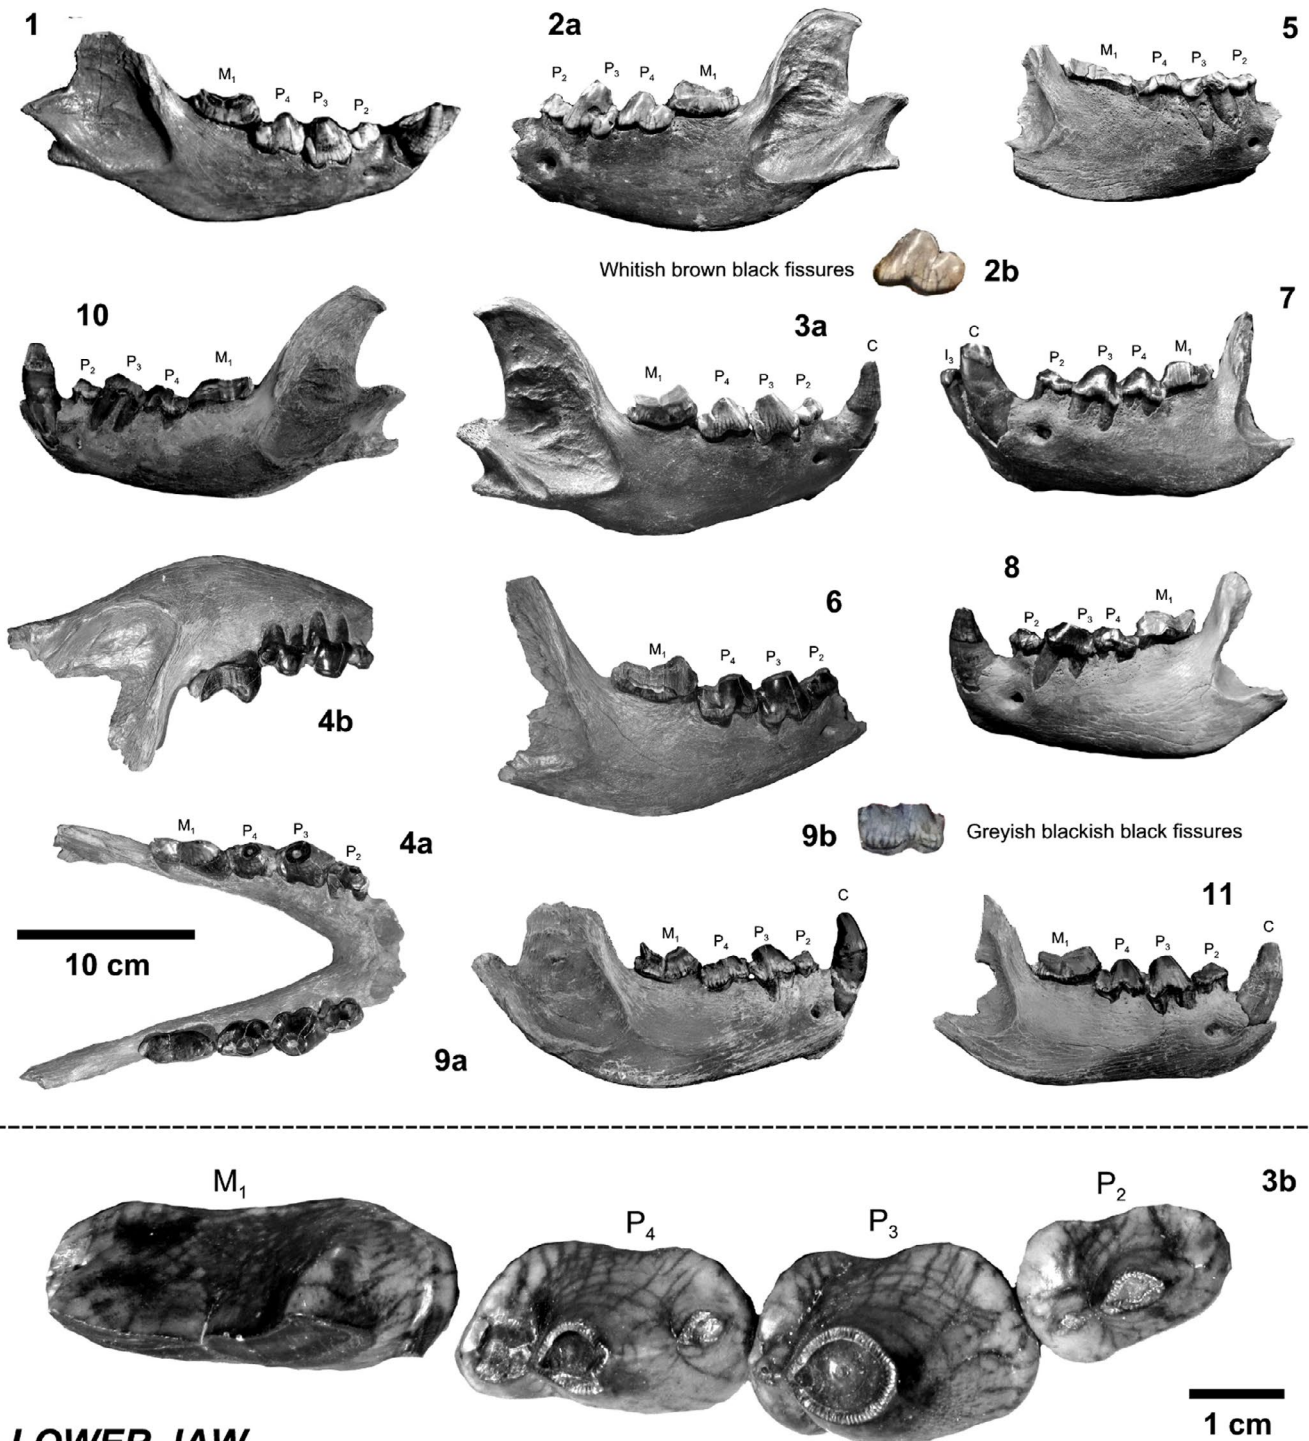 1
2a
5
M₁
P₄
P₃
P₂
P₂
P₃
P₄
M₁
M₁
P₄
P₃
P₂
Whitish brown black fissures
2b
10
3a
7
P₂
P₃
P₄
M₁
M₁
P₄
P₃
P₂
C
I₃
C
P₂
P₃
P₄
M₁
4b
6
8
M₁
P₄
P₃
P₂
P₂
P₃
P₄
M₁
9b
Greyish blackish black fissures
4a
M₁
P₄
P₃
P₂
10 cm
9a
M₁
P₄
P₃
P₂
C
11
M₁
P₄
P₃
P₂
C
3b
M₁
P₄
P₃
P₂
1 cm
LOWER JAW